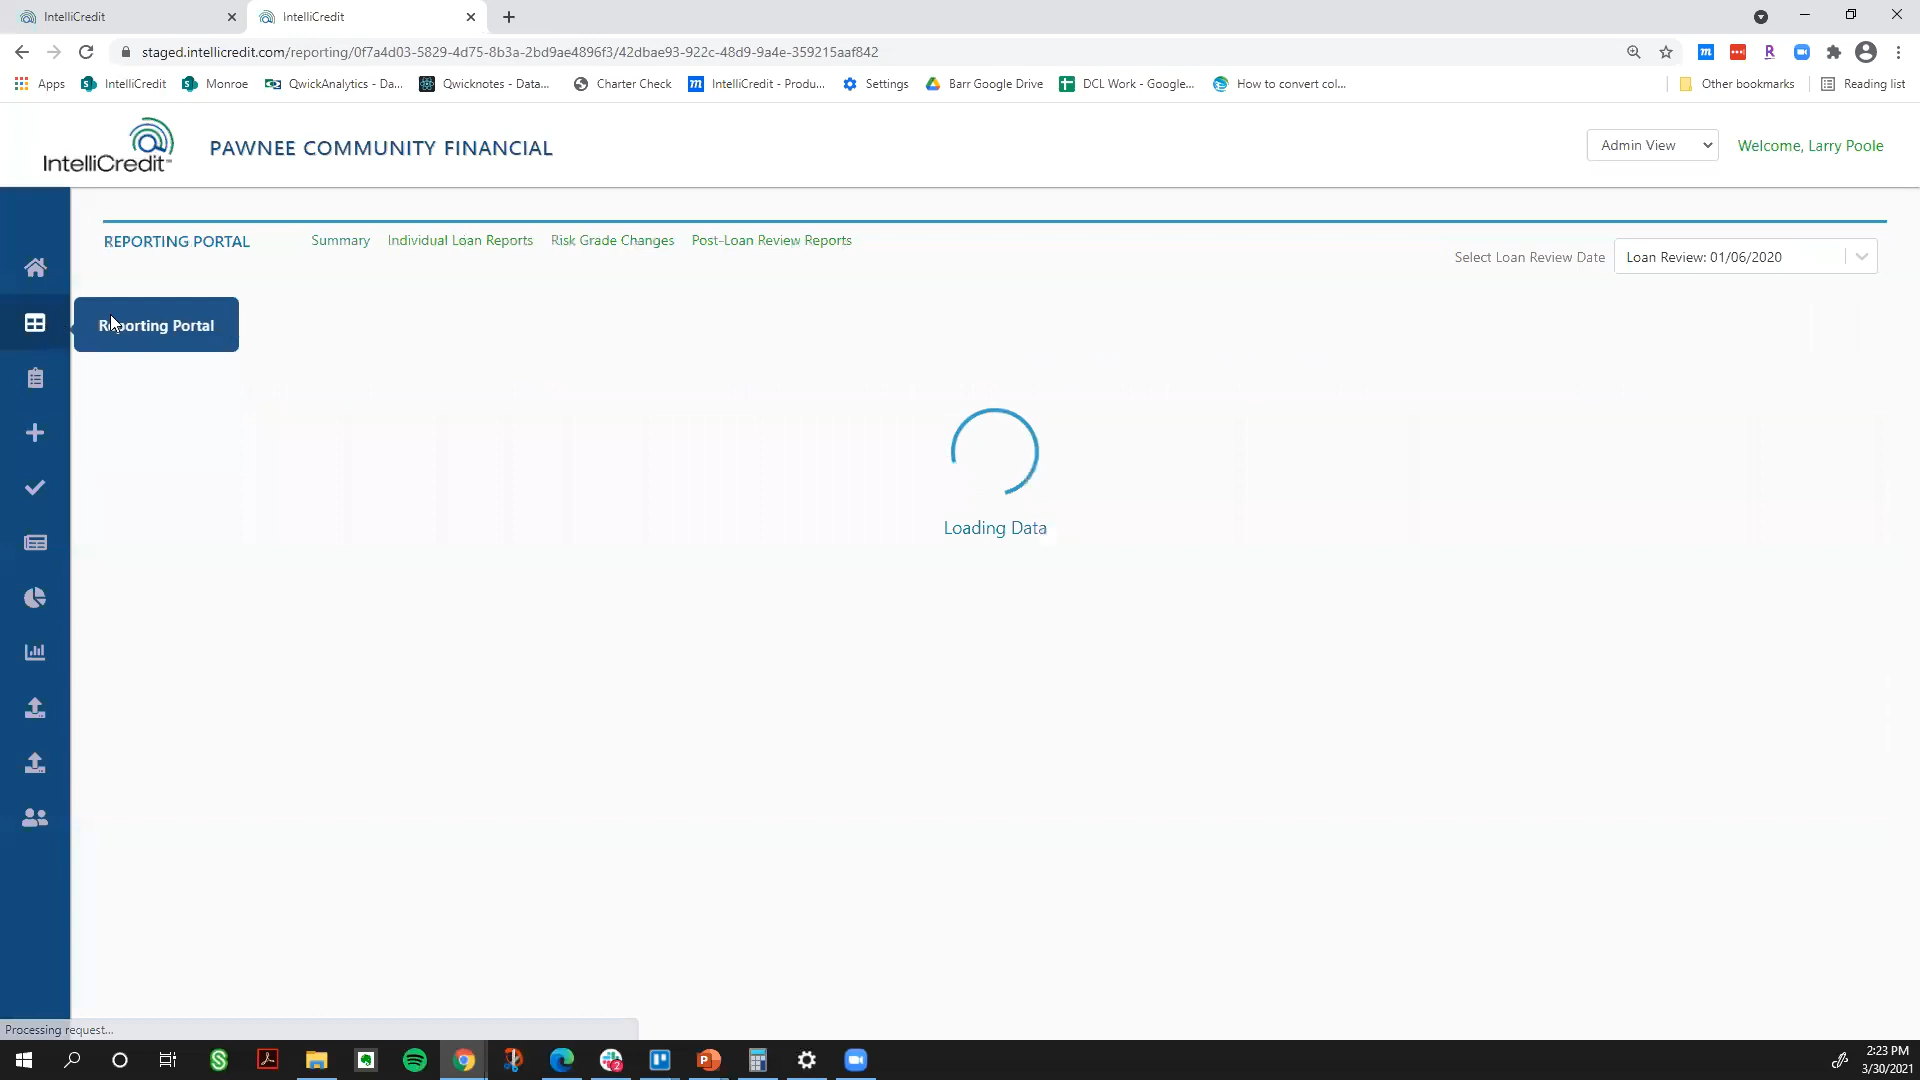 IntelliCredit
IntelliCredit
staged.intellicredit.com/reporting/0f7a4d03-5829-4d75-8b3a-2bd9ae4896f3/42dbae93-922c-48d9-9a4e-359215aaf842
Apps
IntelliCredit
Monroe
QwickAnalytics - Da...
Qwicknotes - Data...
Charter Check
IntelliCredit - Produ...
Settings
Barr Google Drive
DCL Work - Google...
How to convert col...
Other bookmarks
Reading list
IntelliCredit™
PAWNEE COMMUNITY FINANCIAL
Admin View
Welcome, Larry Poole
REPORTING PORTAL
Summary
Individual Loan Reports
Risk Grade Changes
Post-Loan Review Reports
Select Loan Review Date
Loan Review: 01/06/2020
Reporting Portal
Loading Data
Processing request...
2:23 PM
3/30/2021